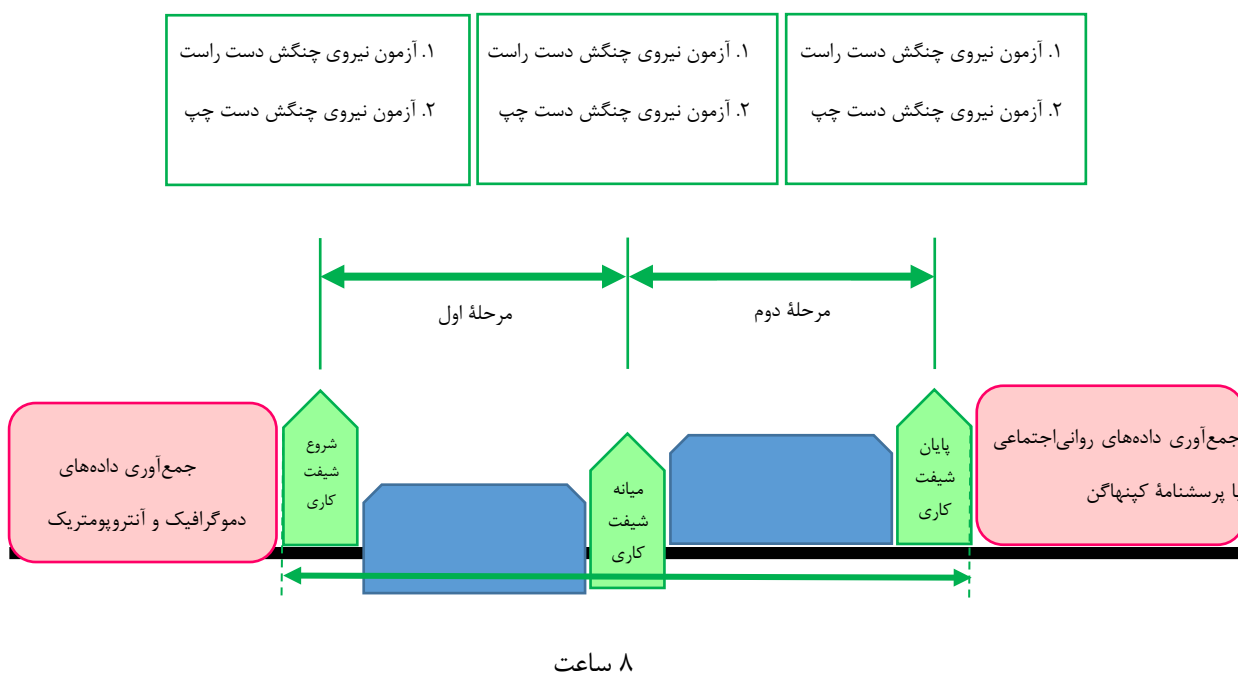 ۱. آزمون نیروی چنگش دست راست
۲. آزمون نیروی چنگش دست چپ
۱. آزمون نیروی چنگش دست راست
۲. آزمون نیروی چنگش دست چپ
۱. آزمون نیروی چنگش دست راست
۲. آزمون نیروی چنگش دست چپ
مرحلهٔ اول
مرحلهٔ دوم
جمع‌آوری داده‌های
دموگرافیک و آنتروپومتریک
شروع
شیفت
کاری
میانه
شیفت
کاری
پایان
شیفت
کاری
جمع‌آوری داده‌های روانی‌اجتماعی
با پرسشنامهٔ کپنهاگن
۸ ساعت